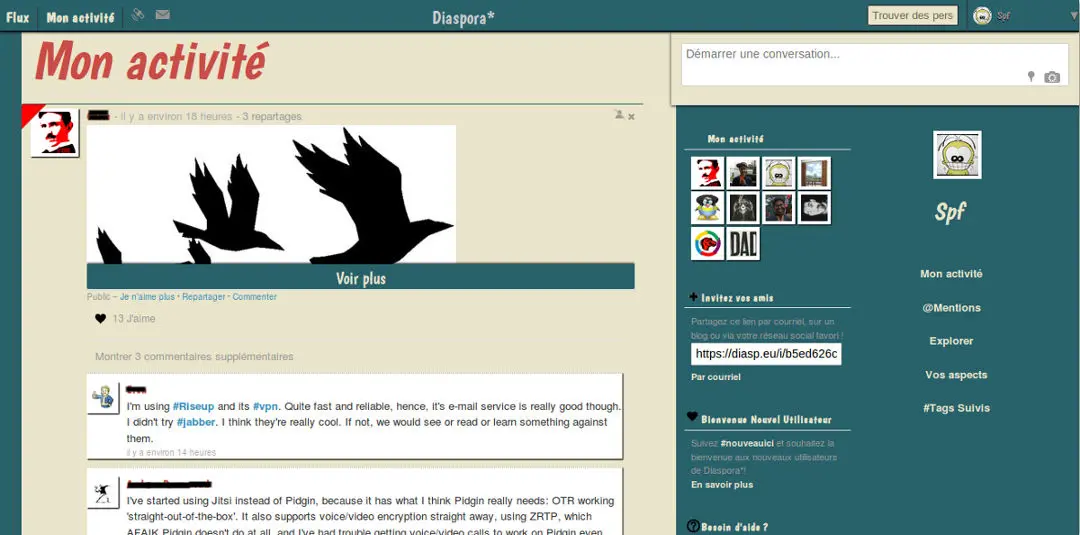 Flux
Mon activité
Diaspora*
Trouver des pers
Spf
Mon activité
Démarrer une conversation...
- il y a environ 18 heures - 3 repartages
Voir plus
Public – Je n'aime plus · Repartager · Commenter
13 J'aime
Montrer 3 commentaires supplémentaires
I'm using #Riseup and its #vpn. Quite fast and reliable, hence, it's e-mail service is really good though.
I didn't try #jabber. I think they're really cool. If not, we would see or read or learn something against
them.
il y a environ 14 heures
I've started using Jitsi instead of Pidgin, because it has what I think Pidgin really needs: OTR working
'straight-out-of-the-box'. It also supports voice/video encryption straight away, using ZRTP, which
AFAIK Pidgin doesn't do at all, and I've had trouble getting voice/video calls to work on Pidgin even
Mon activité
DAD
Invitez vos amis
Partagez ce lien par courriel, sur un
blog ou via votre réseau social favori !
https://diasp.eu/i/b5ed626c
Par courriel
Bienvenue Nouvel Utilisateur
Suivez #nouveauici et souhaitez la
bienvenue aux nouveaux utilisateurs
de Diaspora*!
En savoir plus
Besoin d'aide ?
Spf
Mon activité
@Mentions
Explorer
Vos aspects
#Tags Suivis